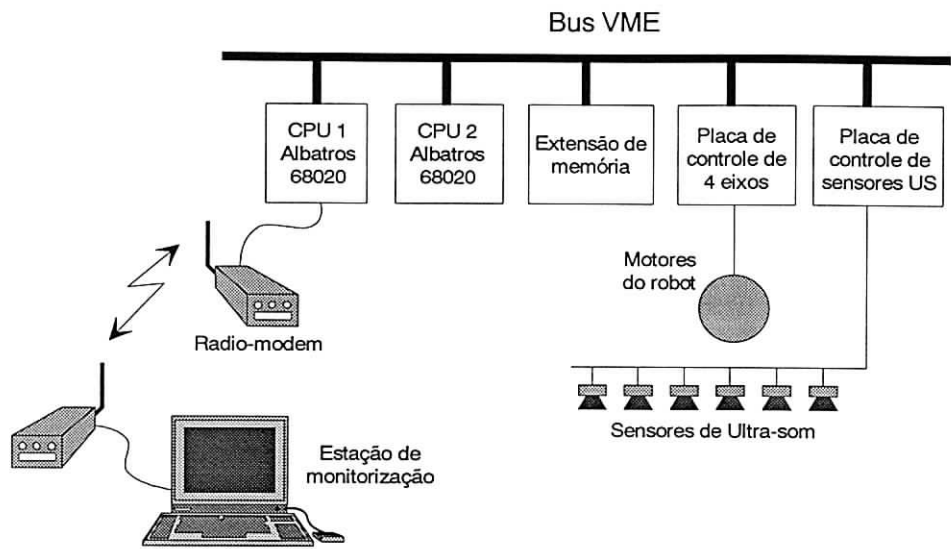 Bus VME
CPU 1
Albatros
68020
CPU 2
Albatros
68020
Extensão de
memória
Placa de
controle de
4 eixos
Placa de
controle de
sensores US
Motores
do robot
Radio-modem
Sensores de Ultra-som
Estação de
monitorização